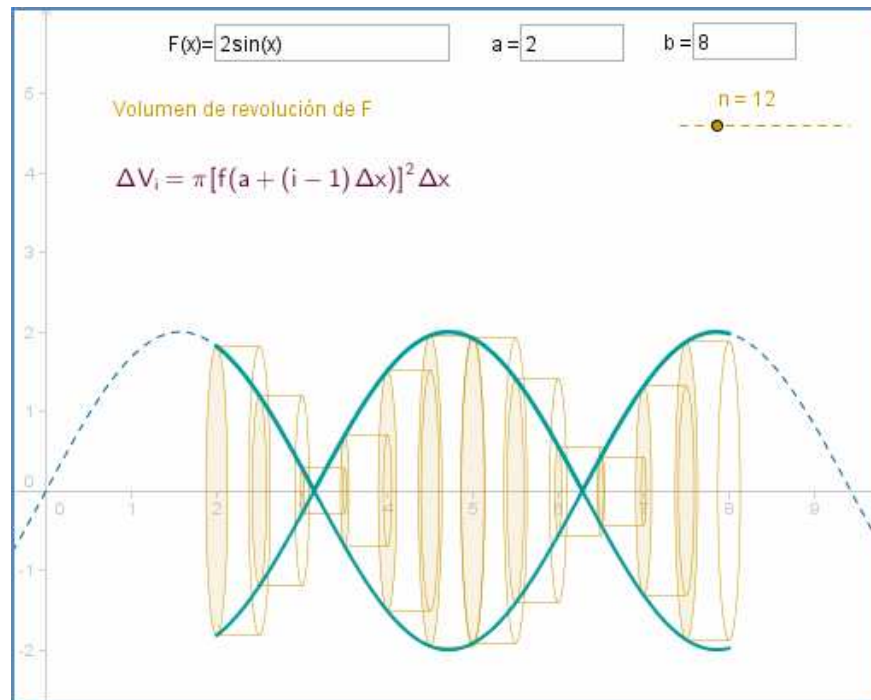 F(x)= 2sin(x) a = 2 b = 8
Volumen de revolución de F
n = 12
ΔVᵢ = π[f(a + (i − 1) Δx)]² Δx
5
4
3
2
1
0
-1
-2
0 1 2 3 4 5 6 7 8 9